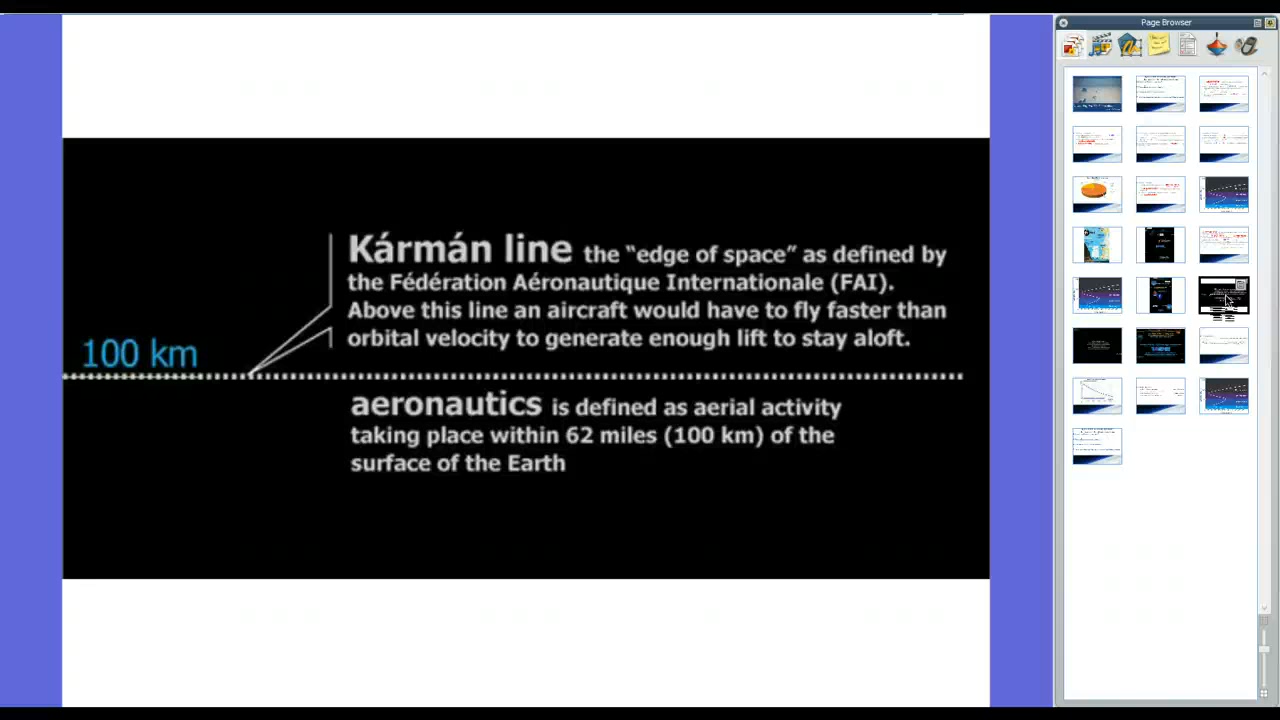 Page Browser
Kármán line the “edge of space” as defined by
the Fédération Aéronautique Internationale (FAI).
Above this line an aircraft would have to fly faster than
orbital velocity to generate enough lift to stay aloft.
100 km
aeronautics is defined as aerial activity
taking place within 62 miles (100 km) of the
surface of the Earth